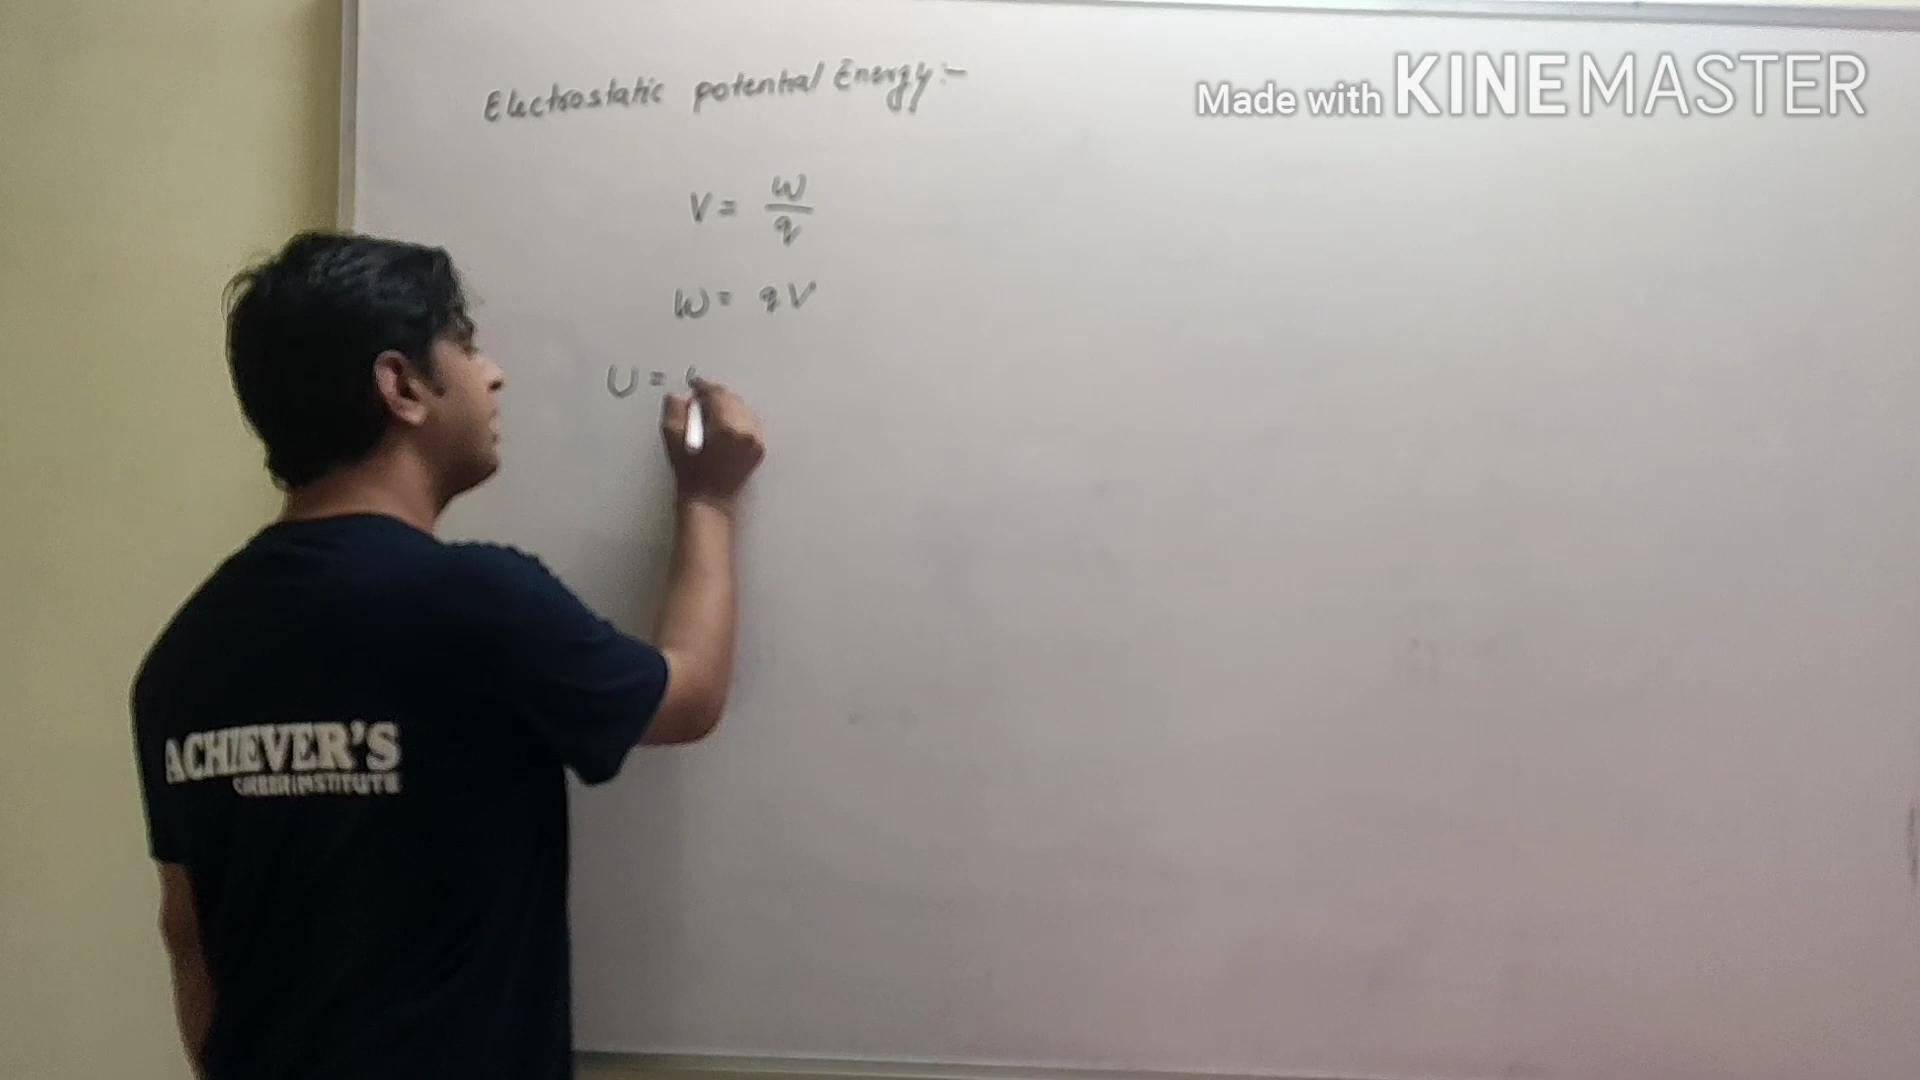 Electrostatic potential Energy:-
Made with KINEMASTER
V = W/q
W = qV
U =
ACHIEVER'S
CAREER INSTITUTE